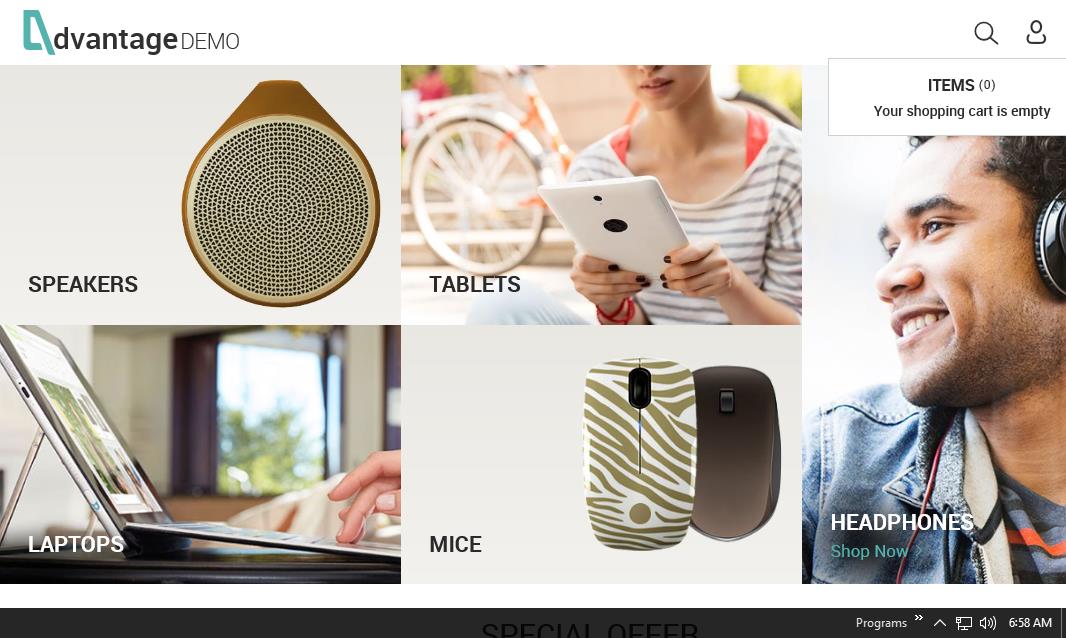 dvantage DEMO
ITEMS (0)
Your shopping cart is empty
SPEAKERS
TABLETS
LAPTOPS
MICE
HEADPHONES
Shop Now
SPECIAL OFFER
Programs
6:58 AM